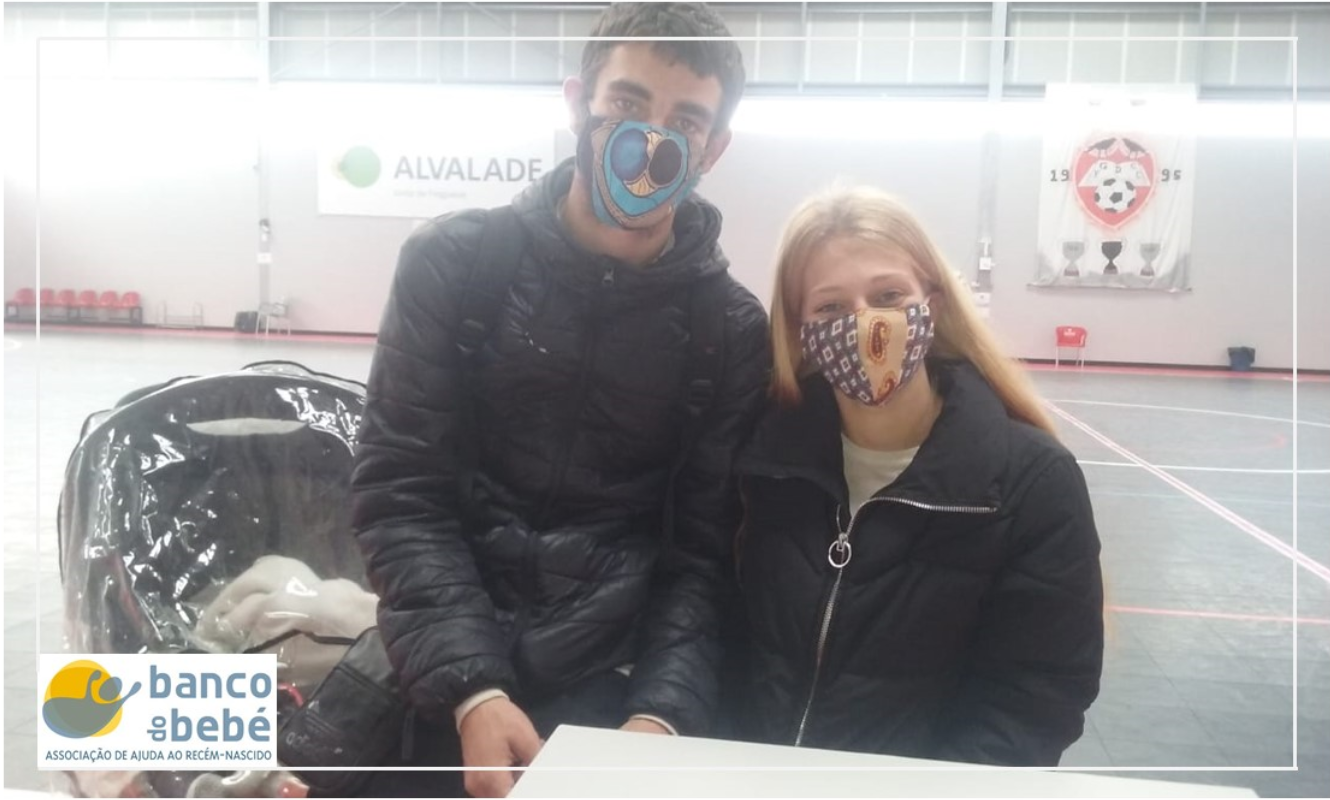 ALVALADE
19 96
banco
do bebé
ASSOCIAÇÃO DE AJUDA AO RECÉM-NASCIDO